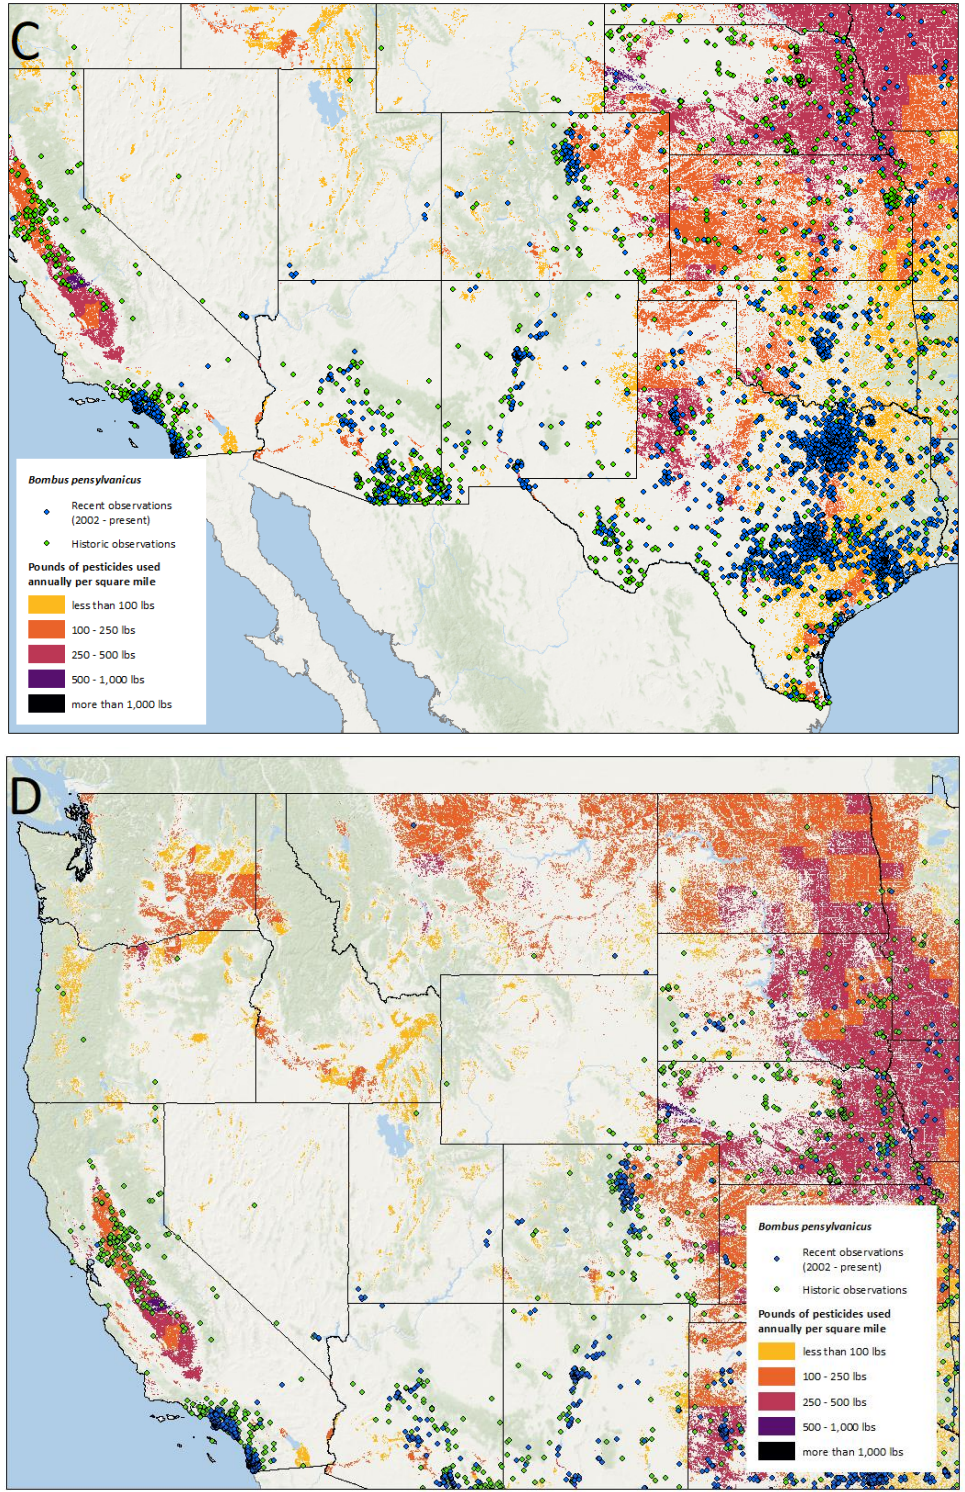 C
Bombus pensylvanicus
Recent observations
(2002 - present)
Historic observations
Pounds of pesticides used
annually per square mile
less than 100 lbs
100 - 250 lbs
250 - 500 lbs
500 - 1,000 lbs
more than 1,000 lbs
D
Bombus pensylvanicus
Recent observations
(2002 - present)
Historic observations
Pounds of pesticides used
annually per square mile
less than 100 lbs
100 - 250 lbs
250 - 500 lbs
500 - 1,000 lbs
more than 1,000 lbs